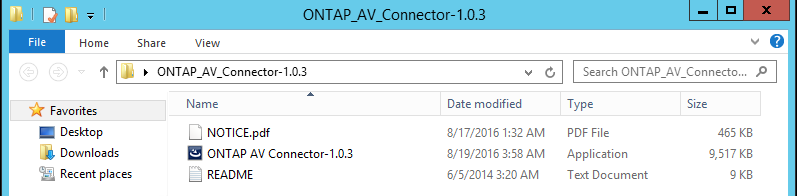 ONTAP_AV_Connector-1.0.3
File Home Share View
ONTAP_AV_Connector-1.0.3 Search ONTAP_AV_Connecto...
Favorites
Desktop
Downloads
Recent places
Name Date modified Type Size
NOTICE.pdf 8/17/2016 1:32 AM PDF File 465 KB
ONTAP AV Connector-1.0.3 8/19/2016 3:58 AM Application 9,517 KB
README 6/5/2014 3:20 AM Text Document 9 KB